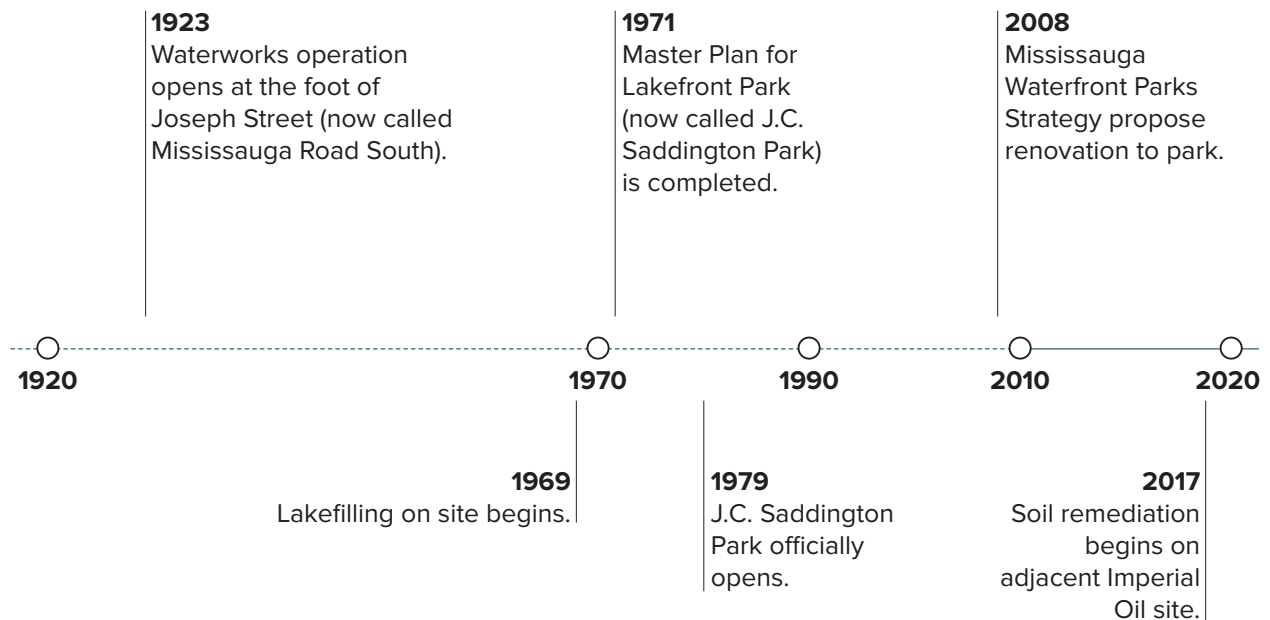 1923
Waterworks operation
opens at the foot of
Joseph Street (now called
Mississauga Road South).
1971
Master Plan for
Lakefront Park
(now called J.C.
Saddington Park)
is completed.
2008
Mississauga
Waterfront Parks
Strategy propose
renovation to park.
1920
1970
1990
2010
2020
1969
Lakefilling on site begins.
1979
J.C. Saddington
Park officially
opens.
2017
Soil remediation
begins on
adjacent Imperial
Oil site.